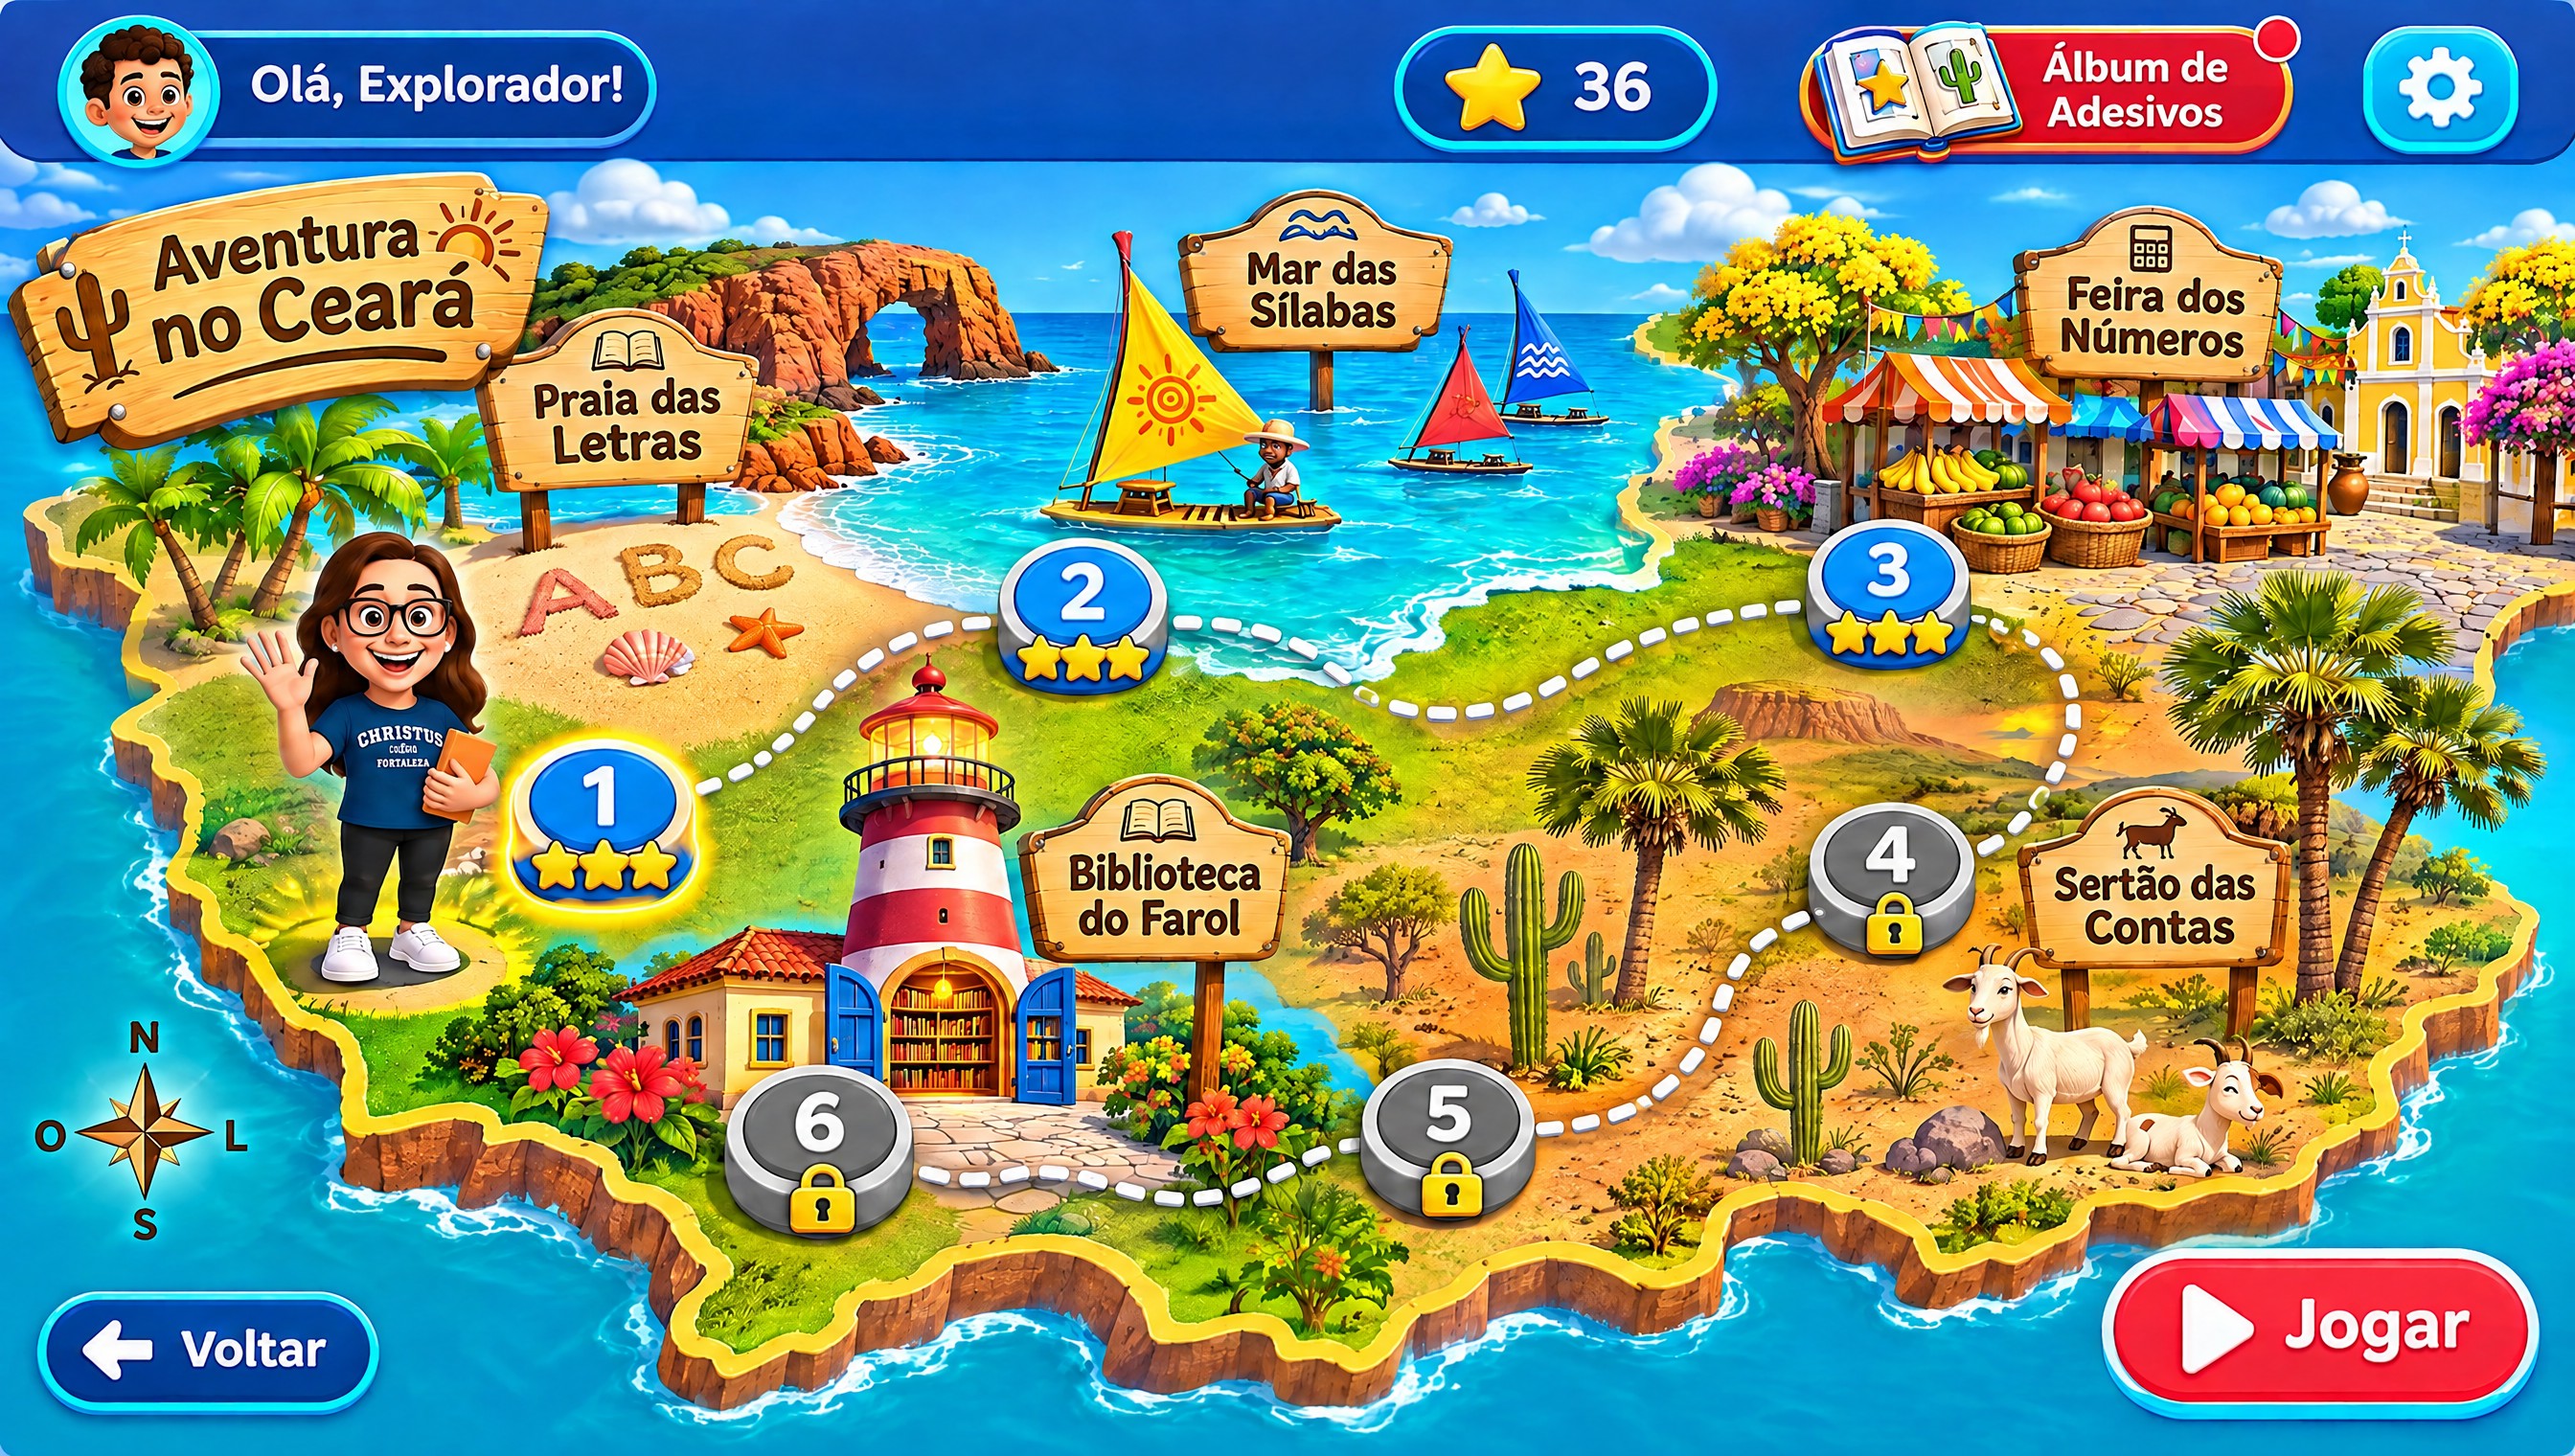 Olá, Explorador!
36
Álbum de
Adesivos
Aventura
no Ceará
Praia das
Letras
Mar das
Sílabas
Feira dos
Números
A B C
2
3
CHRISTUS
COLÉGIO
FORTALEZA
1
4
Biblioteca
do Farol
Sertão das
Contas
6
5
N
O
L
S
Voltar
Jogar